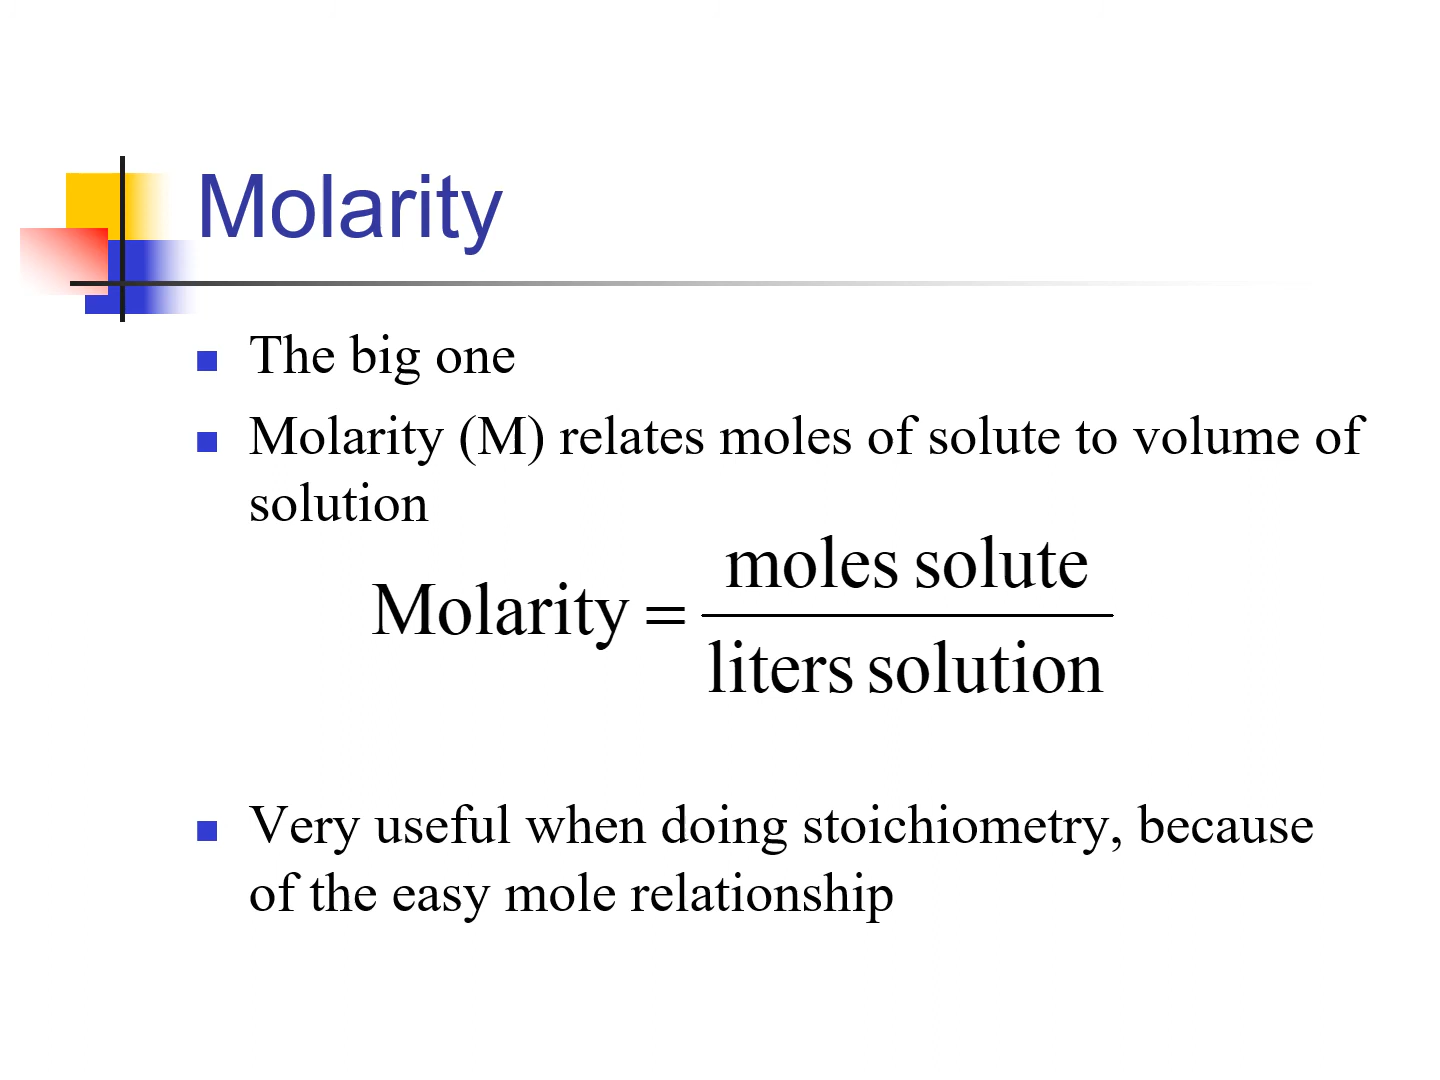 Molarity
The big one
Molarity (M) relates moles of solute to volume of
solution
Molarity = moles solute / liters solution
Very useful when doing stoichiometry, because
of the easy mole relationship